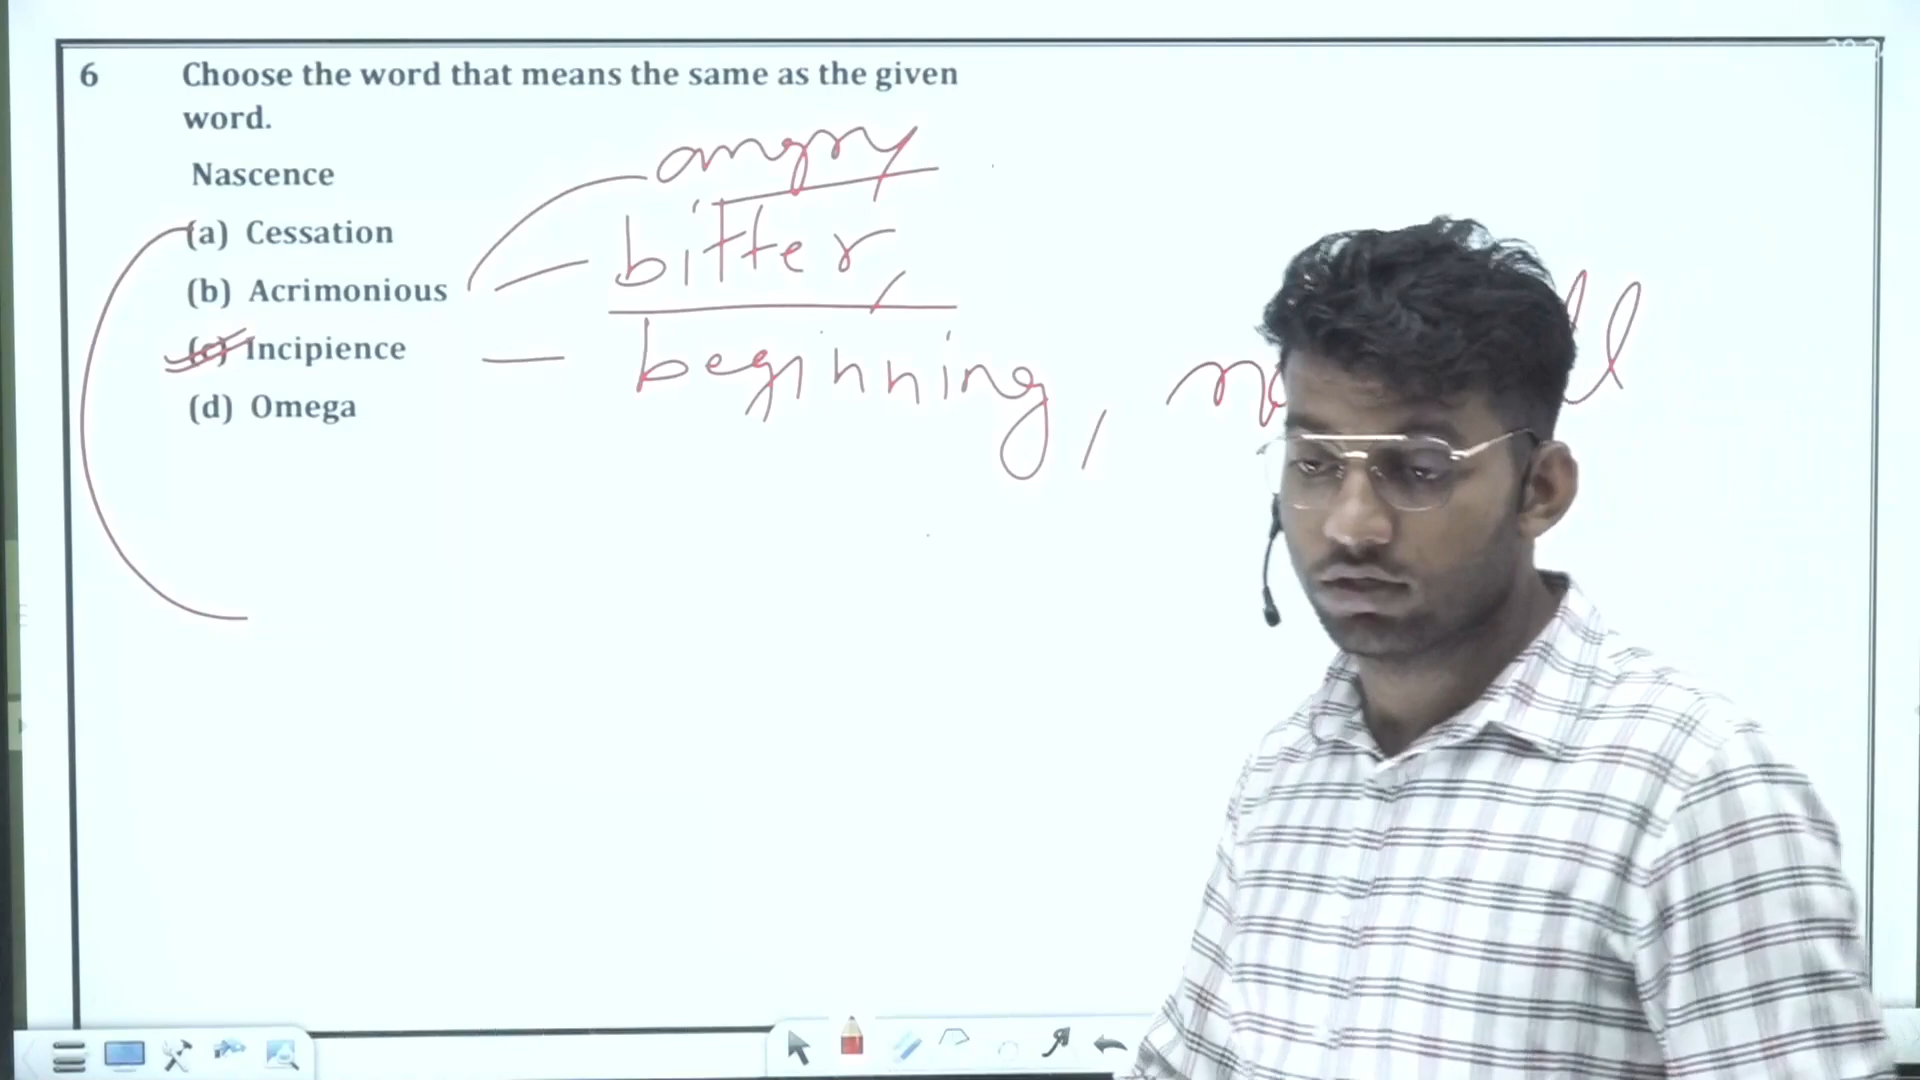 6 Choose the word that means the same as the given
word.
angry
Nascence
(a) Cessation
bitter,
(b) Acrimonious
(c) Incipience — beginning,
(d) Omega